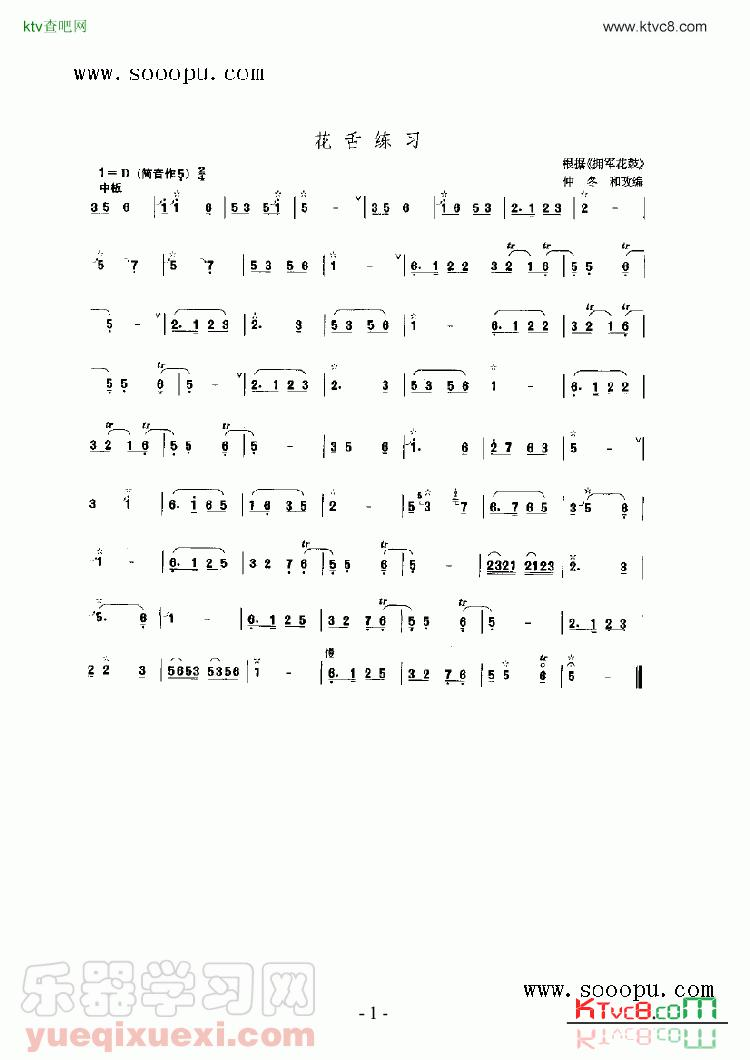 ktv查吧网
www.ktvc8.com
www.sooopu.com
花舌练习
1=D (筒音作5) 2/4
中板
根据《拥军花鼓》
仲冬和改编
3 5 6 | 1 1 6 | 5 3 5 1 | 5 - | 3 5 6 | 1 6 5 3 | 2. 1 2 3 | 2 - |
5 7 | 5 7 | 5 3 5 6 | 1 - | 6. 1 2 2 | 3 2 1 6 | 5 5 6 |
5 - | 2. 1 2 3 | 2. 3 | 5 3 5 6 | 1 - | 6. 1 2 2 | 3 2 1 6 |
5 5 6 | 5 - | 2. 1 2 3 | 2. 3 | 5 3 5 6 | 1 - | 6. 1 2 2 |
3 2 1 6 | 5 5 6 | 5 - | 3 5 6 | 1. 6 | 2 7 6 3 | 5 - |
3 1 | 6. 1 6 5 | 1 6 3 5 | 2 - | 5 3 2 7 | 6. 7 6 5 | 3 5 6 |
1 - | 6. 1 2 5 | 3 2 7 6 | 5 5 6 | 5 - | 2321 2123 | 2. 3 |
5. 6 | 1 - | 6. 1 2 5 | 3 2 7 6 | 5 5 6 | 5 - | 2. 1 2 3 |
慢
2 2 3 | 5653 5356 | 1 - | 6. 1 2 5 | 3 2 7 6 | 5 5 6 | 5 - ‖
乐器学习网
yueqixuexi.com
- 1 -
www.sooopu.com
KTvc8.com